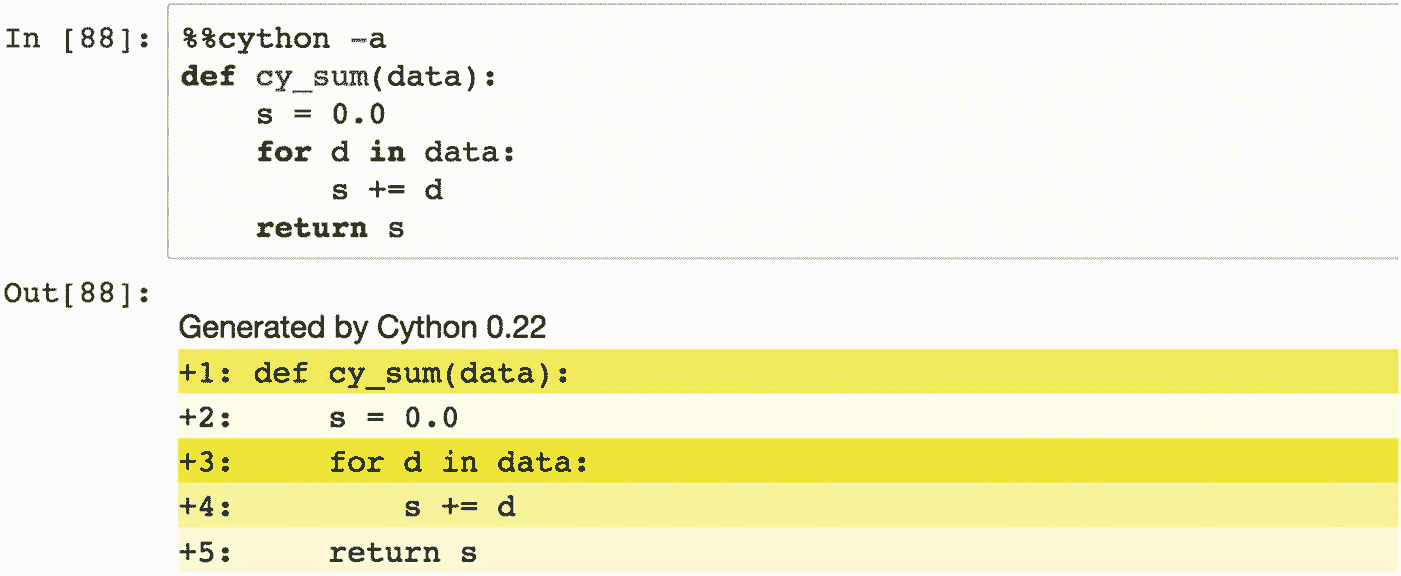 In [88]: %%cython -a
def cy_sum(data):
    s = 0.0
    for d in data:
        s += d
    return s
Out[88]:
Generated by Cython 0.22
+1: def cy_sum(data):
+2:     s = 0.0
+3:     for d in data:
+4:         s += d
+5:     return s